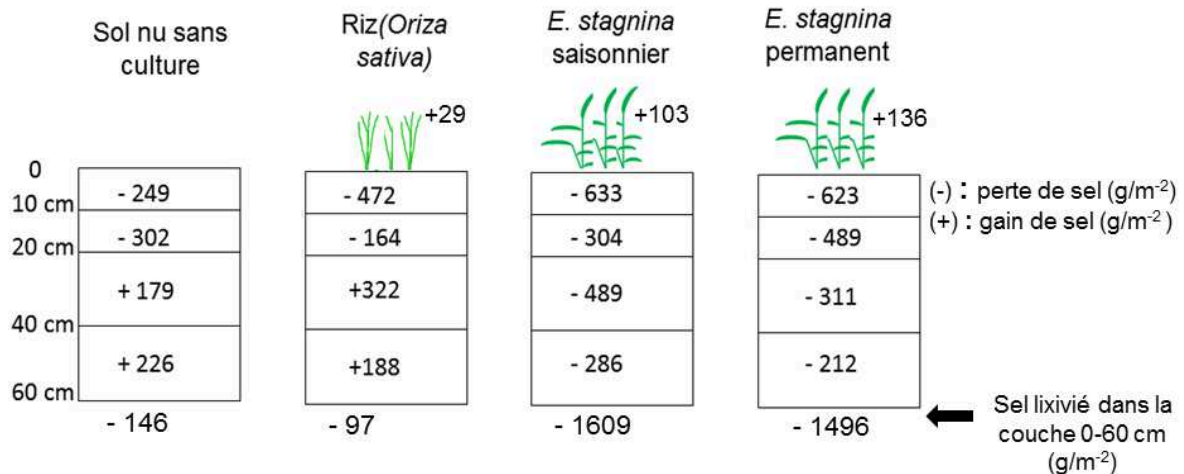 Sol nu sans
culture
Riz(Oriza
sativa)
E. stagnina
saisonnier
E. stagnina
permanent
+29
+103
+136
0
10 cm
20 cm
40 cm
60 cm
- 249
- 302
+ 179
+ 226
- 146
- 472
- 164
+322
+188
- 97
- 633
- 304
- 489
- 286
- 1609
- 623
- 489
- 311
- 212
- 1496
(-) : perte de sel (g/m-²)
(+) : gain de sel (g/m-² )
Sel lixivié dans la
couche 0-60 cm
(g/m-²)